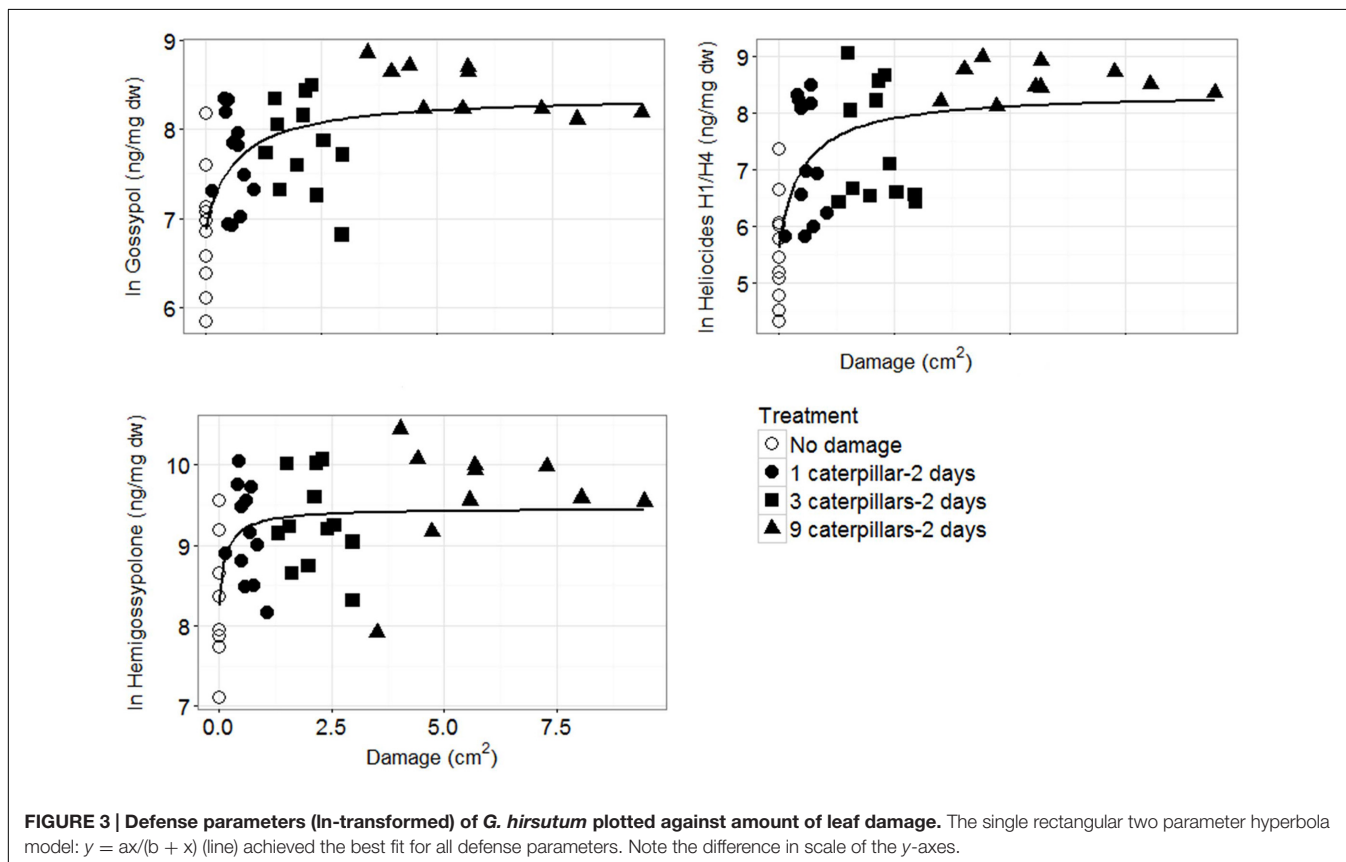 9
8
7
6
ln Gossypol (ng/mg dw)
9
8
7
6
5
ln Heliocides H1/H4 (ng/mg dw)
Damage (cm²)
10
9
8
7
ln Hemigossypolone (ng/mg dw)
0.0 2.5 5.0 7.5
Damage (cm²)
Treatment
No damage
1 caterpillar-2 days
3 caterpillars-2 days
9 caterpillars-2 days
FIGURE 3 | Defense parameters (ln-transformed) of G. hirsutum plotted against amount of leaf damage. The single rectangular two parameter hyperbola
model: y = ax/(b + x) (line) achieved the best fit for all defense parameters. Note the difference in scale of the y-axes.